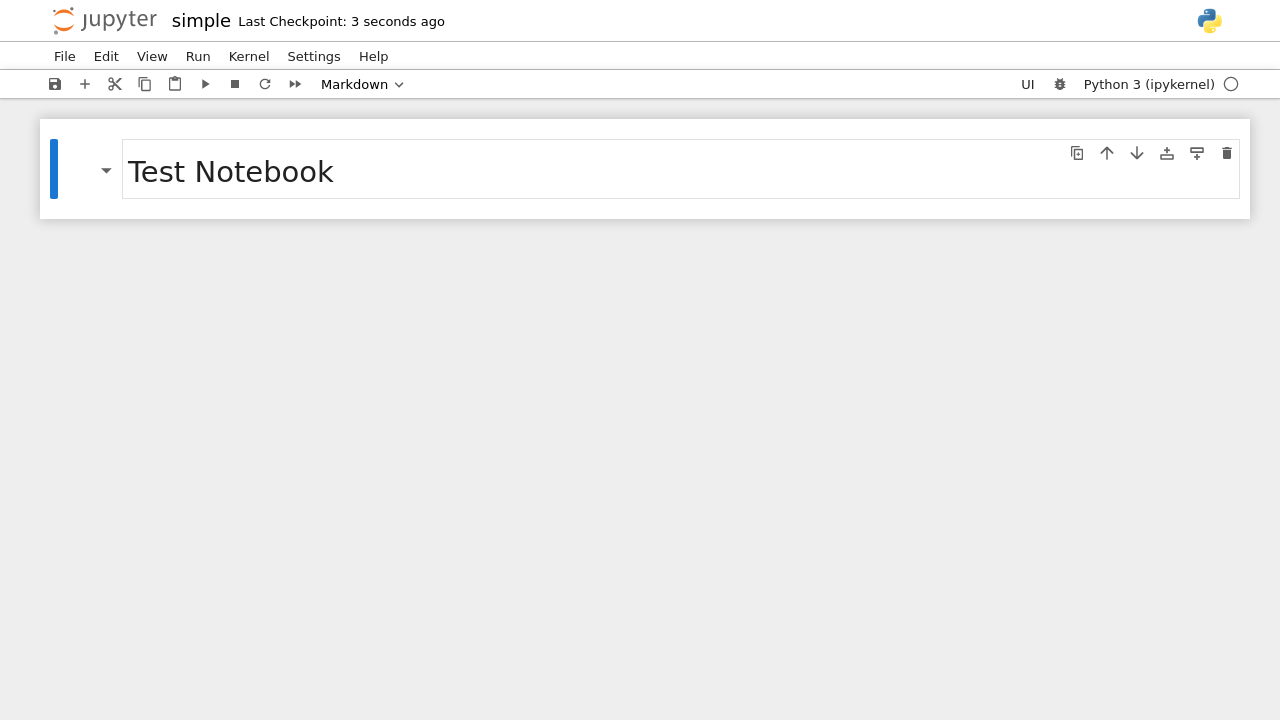 jupyter simple Last Checkpoint: 3 seconds ago
File Edit View Run Kernel Settings Help
Markdown UI Python 3 (ipykernel)
Test Notebook